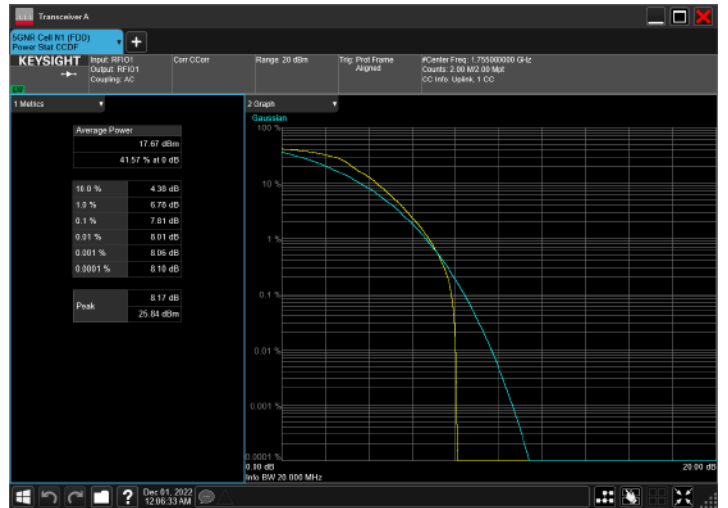 Transceiver A
5GNR Cell N1 (FDD)
Power Stat CCDF
KEYSIGHT
Input: RFIO1
Output: RFIO1
Coupling: AC
Corr CCorr
Range: 20 dBm
Trig: Prot Frame
Aligned
#Center Freq: 1.755000000 GHz
Counts: 2.00 M/2.00 Mpt
CC Info: Uplink, 1 CC
1 Metrics
Average Power
17.67 dBm
41.57 % at 0 dB
10.0 % 4.38 dB
1.0 % 6.78 dB
0.1 % 7.81 dB
0.01 % 8.01 dB
0.001 % 8.06 dB
0.0001 % 8.10 dB
Peak
8.17 dB
25.84 dBm
2 Graph
Gaussian
100 %
10 %
1 %
0.1 %
0.01 %
0.001 %
0.0001 %
0.00 dB
20.00 dB
Info BW 20.000 MHz
?
Dec 01, 2022
12:06:33 AM